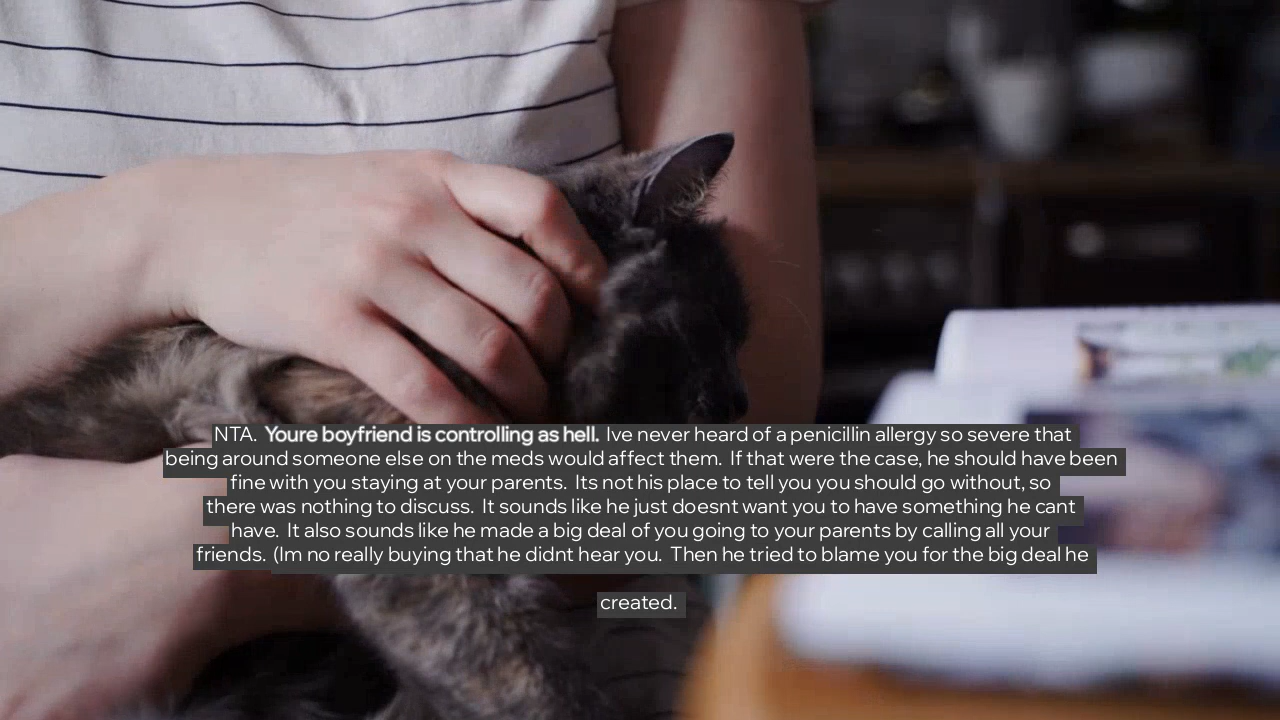 NTA. Youre boyfriend is controlling as hell. Ive never heard of a penicillin allergy so severe that
being around someone else on the meds would affect them. If that were the case, he should have been
fine with you staying at your parents. Its not his place to tell you you should go without, so
there was nothing to discuss. It sounds like he just doesnt want you to have something he cant
have. It also sounds like he made a big deal of you going to your parents by calling all your
friends. (Im no really buying that he didnt hear you. Then he tried to blame you for the big deal he
created.